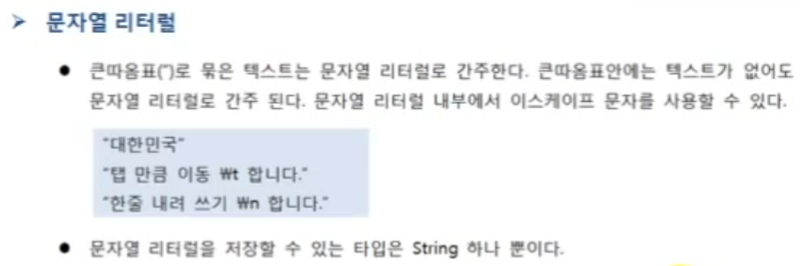 ➤ 문자열 리터럴
● 큰따옴표(")로 묶은 텍스트는 문자열 리터럴로 간주한다. 큰따옴표안에는 텍스트가 없어도
문자열 리터럴로 간주 된다. 문자열 리터럴 내부에서 이스케이프 문자를 사용할 수 있다.
"대한민국"
"탭 만큼 이동 ₩t 합니다."
"한줄 내려 쓰기 ₩n 합니다."
● 문자열 리터럴을 저장할 수 있는 타입은 String 하나 뿐이다.